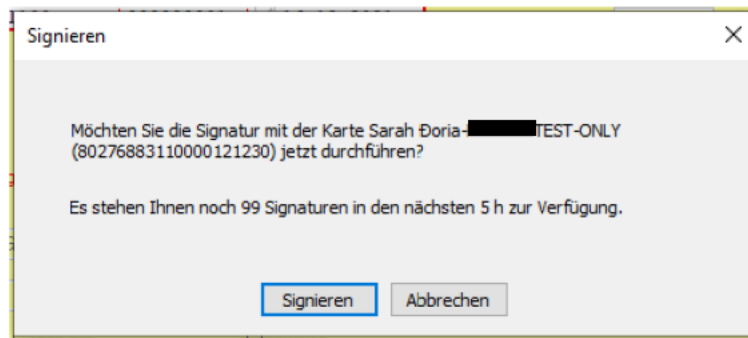 Signieren
Möchten Sie die Signatur mit der Karte Sarah Đoria-TEST-ONLY
(80276883110000121230) jetzt durchführen?
Es stehen Ihnen noch 99 Signaturen in den nächsten 5 h zur Verfügung.
Signieren
Abbrechen